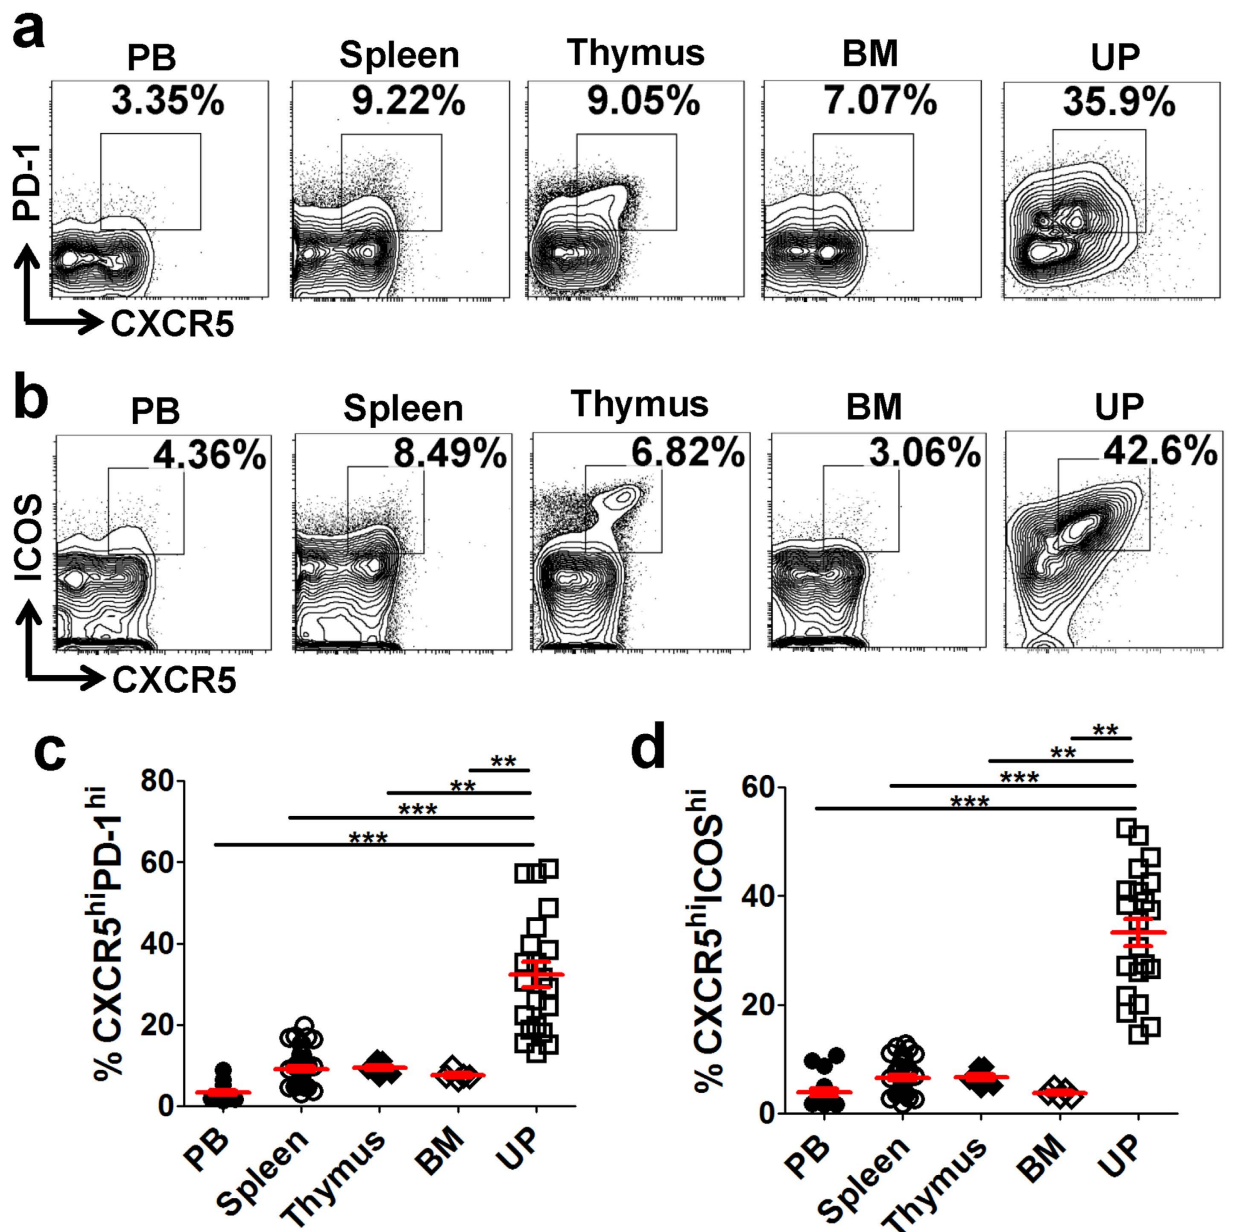 a
PB Spleen Thymus BM UP
3.35% 9.22% 9.05% 7.07% 35.9%
PD-1
CXCR5
b
PB Spleen Thymus BM UP
4.36% 8.49% 6.82% 3.06% 42.6%
ICOS
CXCR5
c
**
**
***
***
% CXCR5hiPD-1hi
80
60
40
20
0
PB Spleen Thymus BM UP
d
**
**
***
***
% CXCR5hiICOShi
60
40
20
0
PB Spleen Thymus BM UP